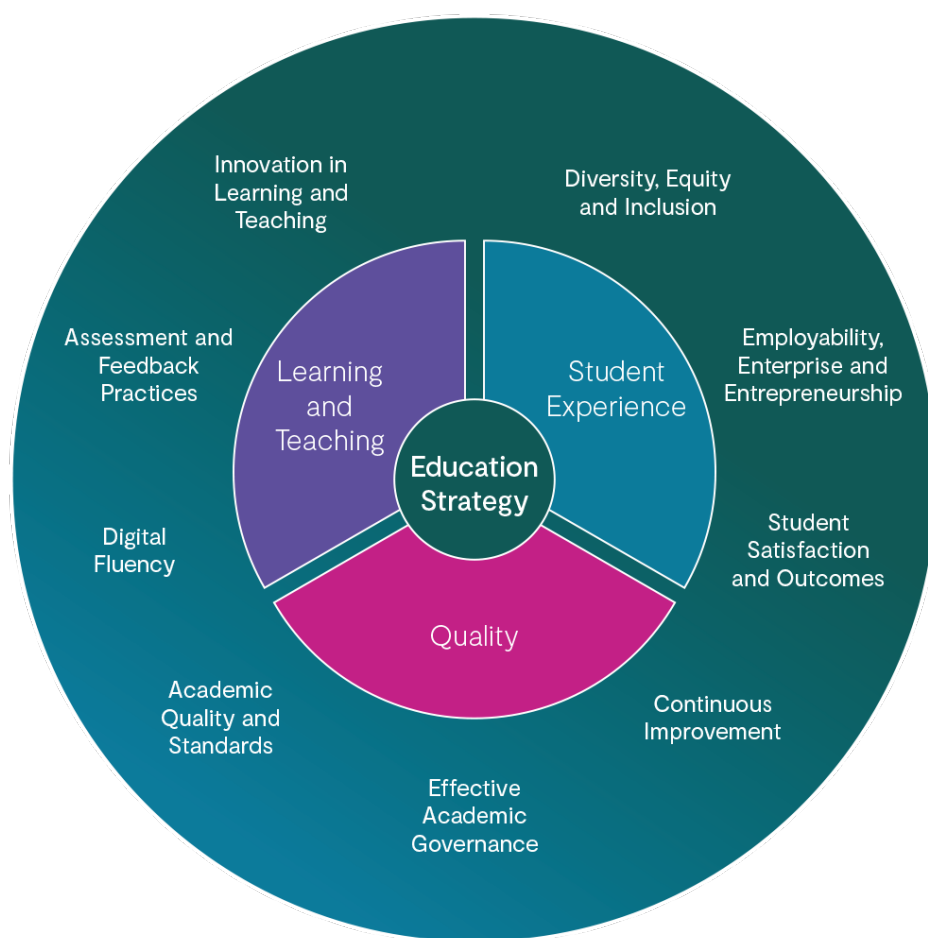 Innovation in
Learning and
Teaching
Diversity, Equity
and Inclusion
Assessment and
Feedback
Practices
Employability,
Enterprise and
Entrepreneurship
Learning
and
Teaching
Student
Experience
Education
Strategy
Digital
Fluency
Student
Satisfaction
and Outcomes
Quality
Academic
Quality and
Standards
Continuous
Improvement
Effective
Academic
Governance